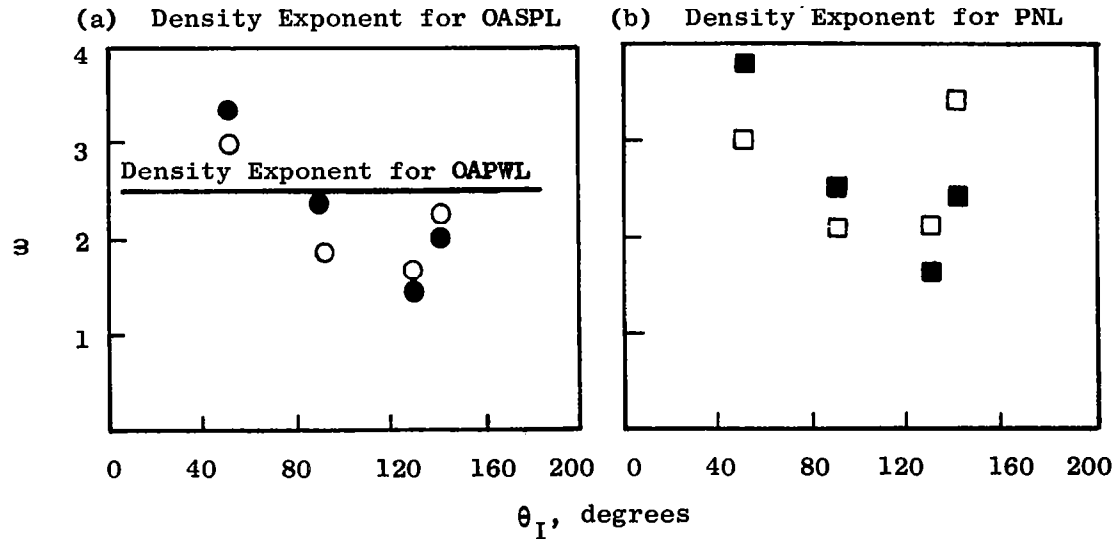 (a) Density Exponent for OASPL
(b) Density Exponent for PNL
4
3
Density Exponent for OAPWL
ω
2
1
0 40 80 120 160 200
0 40 80 120 160 200
θI, degrees